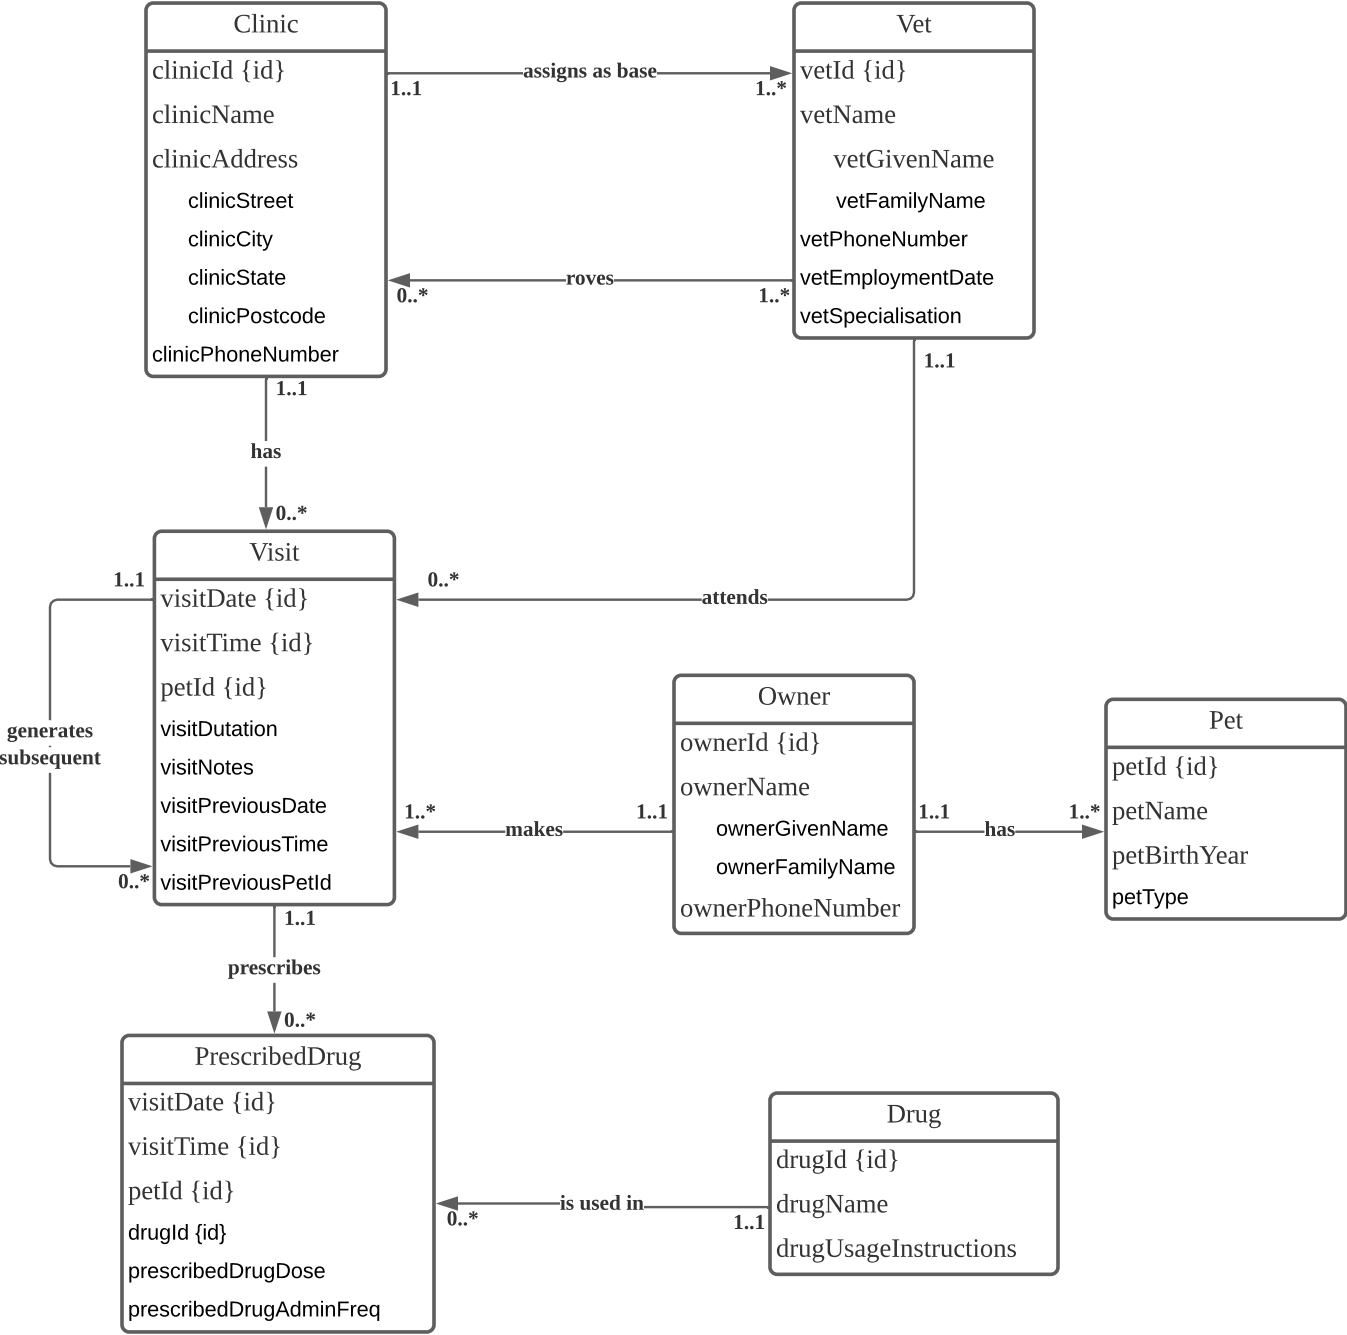 Clinic
clinicId {id}
clinicName
clinicAddress
clinicStreet
clinicCity
clinicState
clinicPostcode
clinicPhoneNumber
assigns as base
1..1
1..*
Vet
vetId {id}
vetName
vetGivenName
vetFamilyName
vetPhoneNumber
vetEmploymentDate
vetSpecialisation
roves
0..*
1..*
1..1
has
0..*
1..1
attends
0..*
Visit
visitDate {id}
visitTime {id}
petId {id}
visitDutation
visitNotes
visitPreviousDate
visitPreviousTime
visitPreviousPetId
1..1
generates
subsequent
0..*
1..*
makes
1..1
Owner
ownerId {id}
ownerName
ownerGivenName
ownerFamilyName
ownerPhoneNumber
1..1
has
1..*
Pet
petId {id}
petName
petBirthYear
petType
1..1
prescribes
0..*
PrescribedDrug
visitDate {id}
visitTime {id}
petId {id}
drugId {id}
prescribedDrugDose
prescribedDrugAdminFreq
0..*
is used in
1..1
Drug
drugId {id}
drugName
drugUsageInstructions